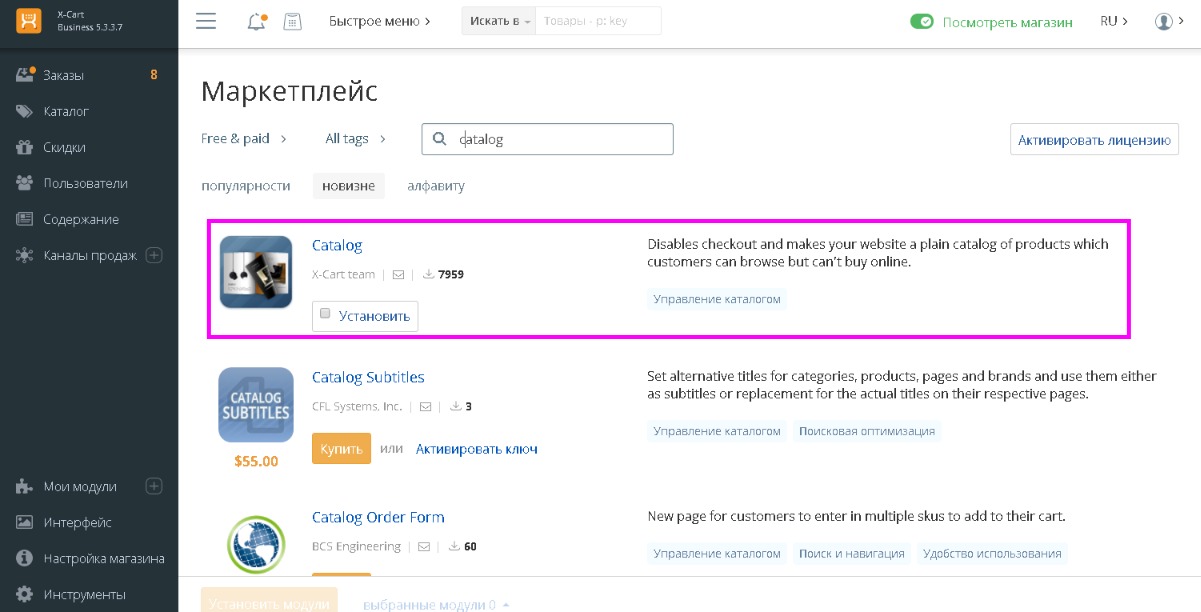 X-Cart
Business 5.3.3.7
Быстрое меню
Искать в
Товары - p: key
Посмотреть магазин
RU
Заказы
8
Каталог
Скидки
Пользователи
Содержание
Каналы продаж
Мои модули
Интерфейс
Настройка магазина
Инструменты
Маркетплейс
Free & paid
All tags
catalog
Активировать лицензию
популярности
новизне
алфавиту
Catalog
X-Cart team
7959
Установить
Disables checkout and makes your website a plain catalog of products which
customers can browse but can't buy online.
Управление каталогом
CATALOG
SUBTITLES
$55.00
Catalog Subtitles
CFL Systems, Inc.
3
Купить
или
Активировать ключ
Set alternative titles for categories, products, pages and brands and use them either
as subtitles or replacement for the actual titles on their respective pages.
Управление каталогом
Поисковая оптимизация
Catalog Order Form
BCS Engineering
60
New page for customers to enter in multiple skus to add to their cart.
Управление каталогом
Поиск и навигация
Удобство использования
Установить модули
выбранные модули 0